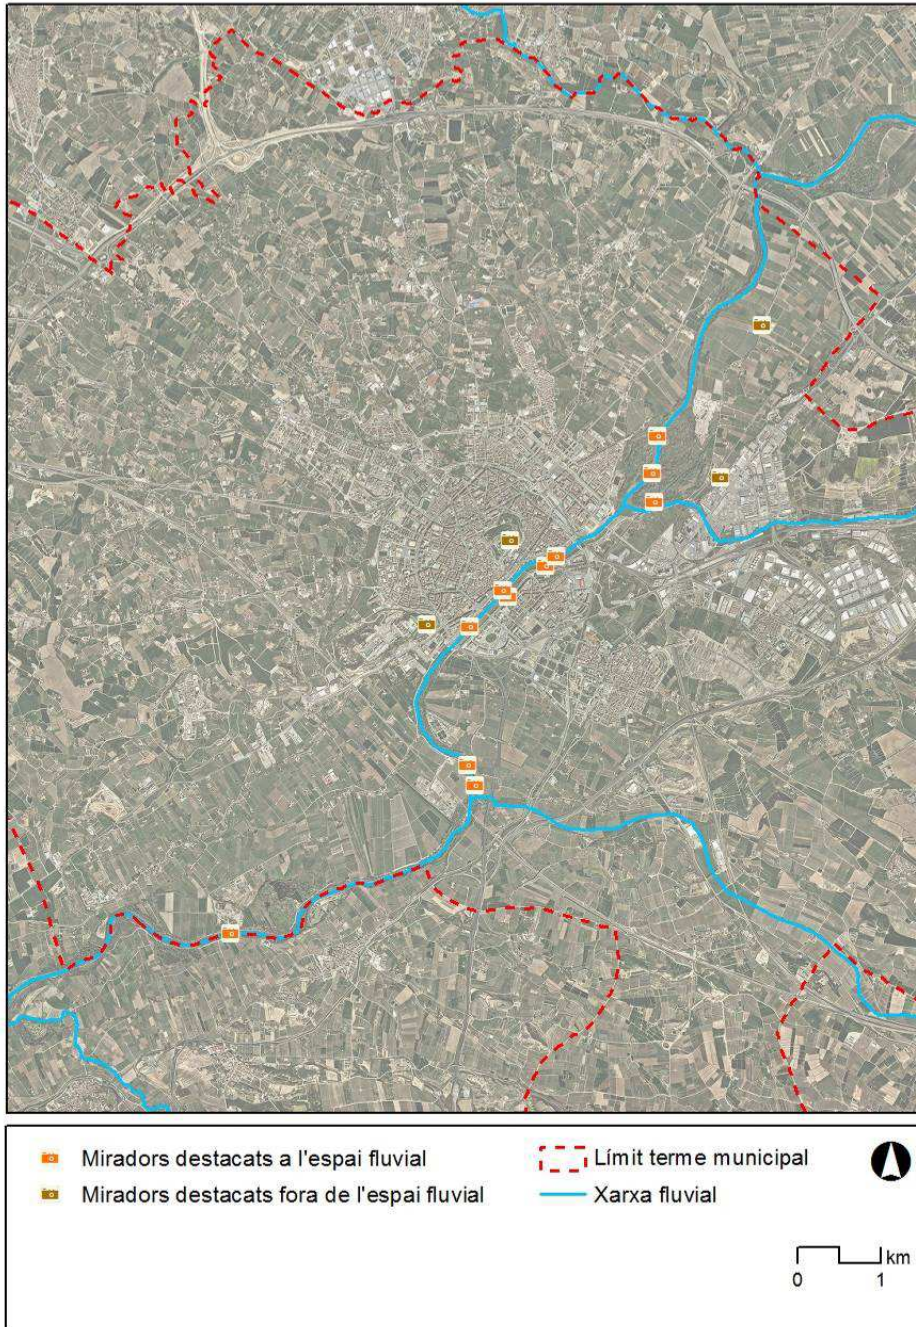 Miradors destacats a l'espai fluvial
Miradors destacats fora de l'espai fluvial
Límit terme municipal
Xarxa fluvial
km
0 1